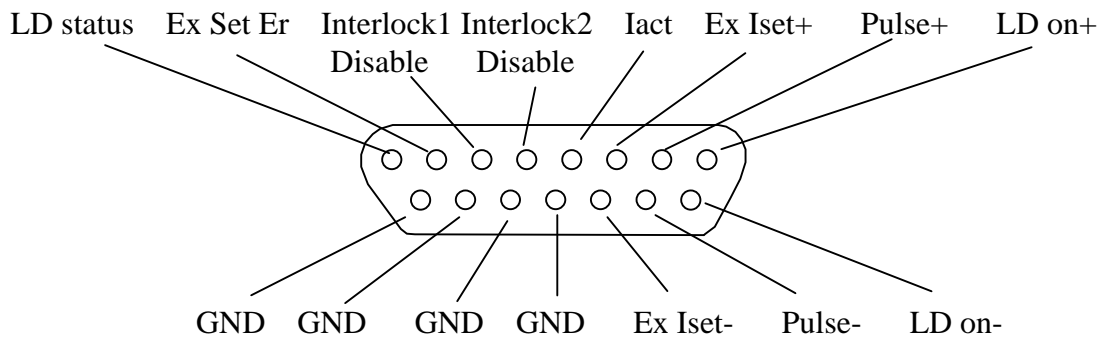 LD status Ex Set Er Interlock1 Interlock2 Iact Ex Iset+ Pulse+ LD on+
Disable Disable
GND GND GND GND Ex Iset- Pulse- LD on-